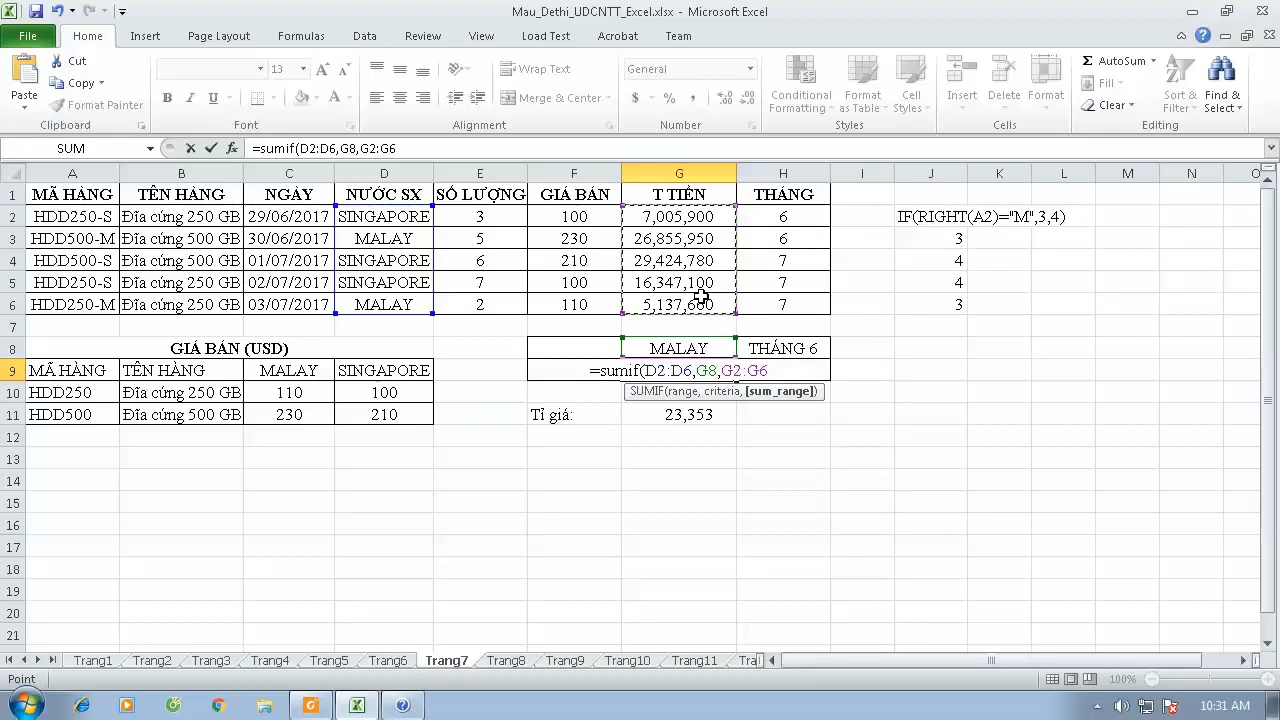 Mau_Dethi_UDCNTT_Excel.xlsx - Microsoft Excel
File Home Insert Page Layout Formulas Data Review View Load Test Acrobat Team
Paste
Cut
Copy
Format Painter
Clipboard
13
Font
Wrap Text
Merge & Center
Alignment
General
Number
Conditional Formatting
Format as Table
Cell Styles
Styles
Insert
Delete
Format
Cells
AutoSum
Fill
Clear
Sort & Filter
Find & Select
Editing
SUM =sumif(D2:D6,G8,G2:G6
A B C D E F G H I J K L M N O
1 MÃ HÀNG TÊN HÀNG NGÀY NƯỚC SX SỐ LƯỢNG GIÁ BÁN T TIỀN THÁNG
2 HDD250-S Đĩa cứng 250 GB 29/06/2017 SINGAPORE 3 100 7,005,900 6 IF(RIGHT(A2)="M",3,4)
3 HDD500-M Đĩa cứng 500 GB 30/06/2017 MALAY 5 230 26,855,950 6 3
4 HDD500-S Đĩa cứng 500 GB 01/07/2017 SINGAPORE 6 210 29,424,780 7 4
5 HDD250-S Đĩa cứng 250 GB 02/07/2017 SINGAPORE 7 100 16,347,100 7 4
6 HDD250-M Đĩa cứng 250 GB 03/07/2017 MALAY 2 110 7 3
7
8 GIÁ BÁN (USD) MALAY THÁNG 6
9 MÃ HÀNG TÊN HÀNG MALAY SINGAPORE =sumif(D2:D6,G8,G2:G6
10 HDD250 Đĩa cứng 250 GB 110 100 SUMIF(range, criteria, [sum_range])
11 HDD500 Đĩa cứng 500 GB 230 210 Tỉ giá: 23,353
12
13
14
15
16
17
18
19
20
21
Trang1 Trang2 Trang3 Trang4 Trang5 Trang6 Trang7 Trang8 Trang9 Trang10 Trang11 Tra
Point 100%
10:31 AM